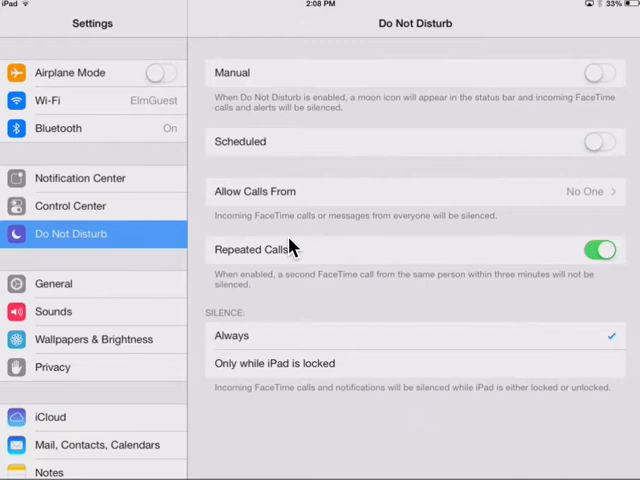 iPad 2:08 PM 33%
Settings
Do Not Disturb
Airplane Mode
Wi-Fi ElmGuest
Bluetooth On
Notification Center
Control Center
Do Not Disturb
General
Sounds
Wallpapers & Brightness
Privacy
iCloud
Mail, Contacts, Calendars
Notes
Manual
When Do Not Disturb is enabled, a moon icon will appear in the status bar and incoming FaceTime
calls and alerts will be silenced.
Scheduled
Allow Calls From No One
Incoming FaceTime calls or messages from everyone will be silenced.
Repeated Calls
When enabled, a second FaceTime call from the same person within three minutes will not be
silenced.
SILENCE:
Always
Only while iPad is locked
Incoming FaceTime calls and notifications will be silenced while iPad is either locked or unlocked.